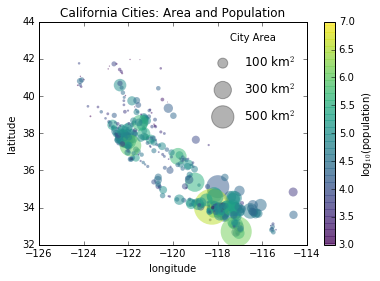 California Cities: Area and Population
City Area
100 km²
300 km²
500 km²
44
42
40
38
36
34
32
latitude
−126
−124
−122
−120
−118
−116
−114
longitude
7.0
6.5
6.0
5.5
5.0
4.5
4.0
3.5
3.0
log₁₀(population)